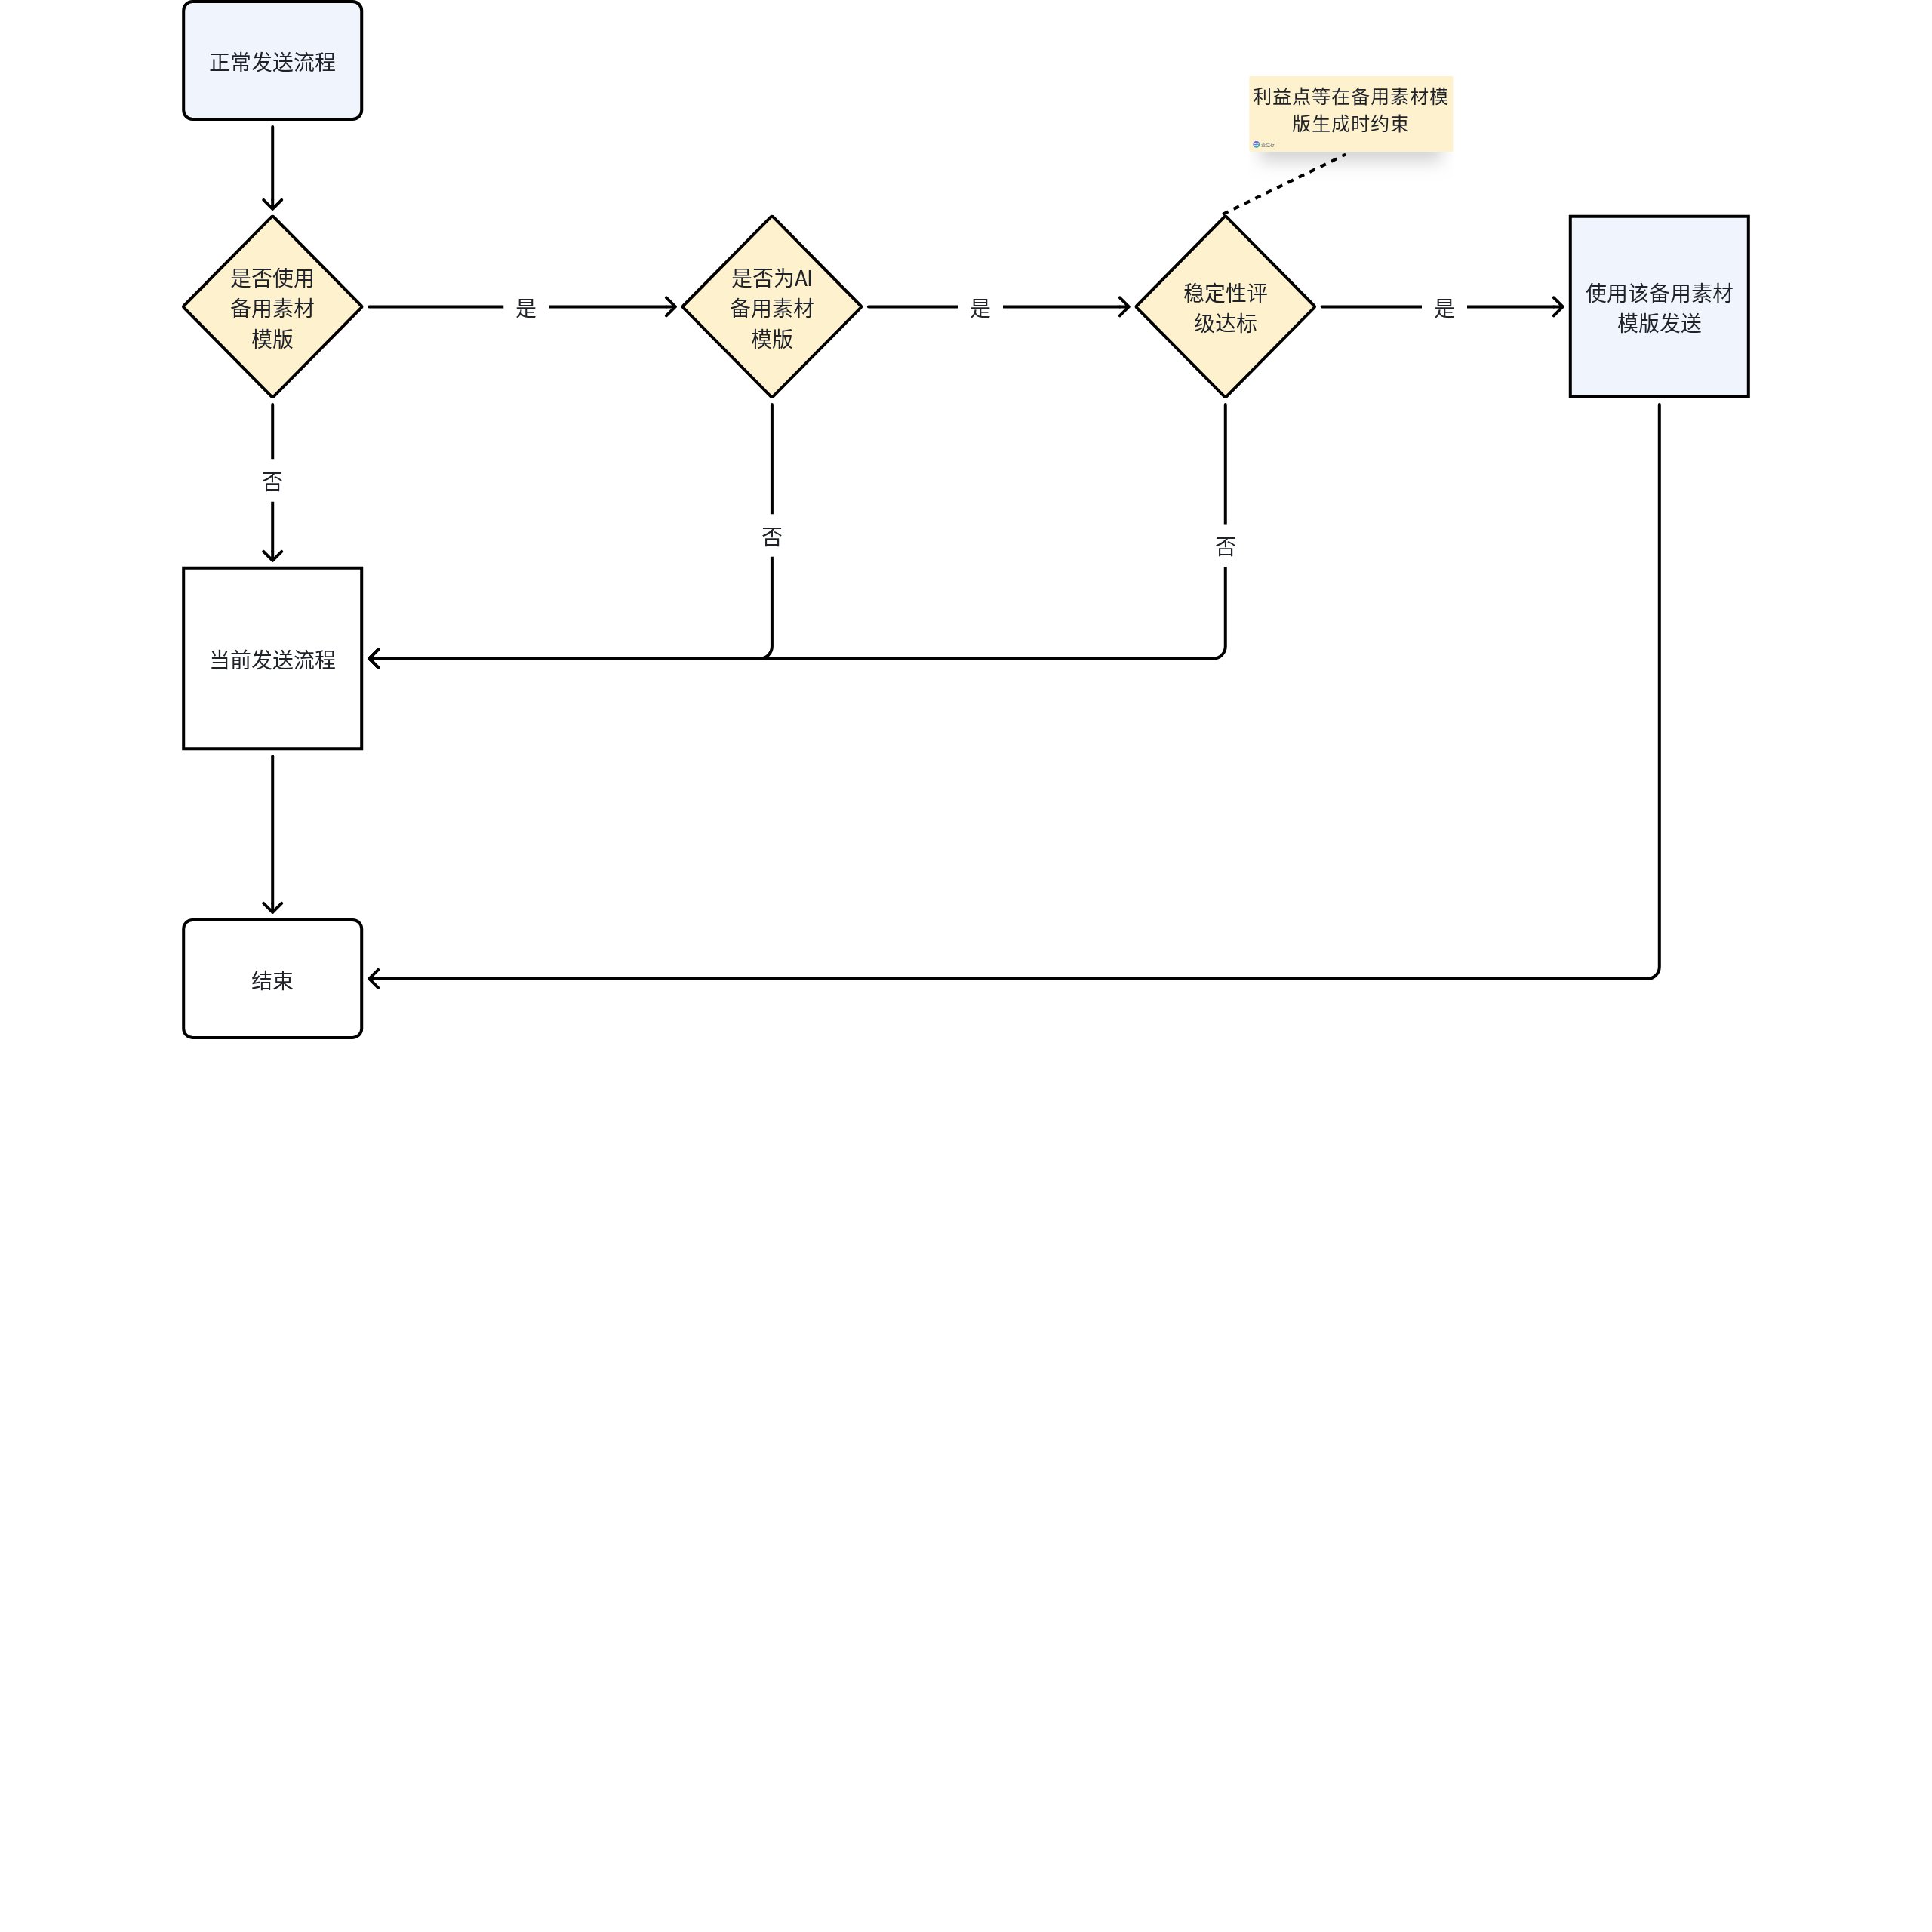 正常发送流程
利益点等在备用素材模
版生成时约束
是否使用
备用素材
模版
是
是否为AI
备用素材
模版
是
稳定性评
级达标
是
使用该备用素材
模版发送
否
否
否
当前发送流程
结束